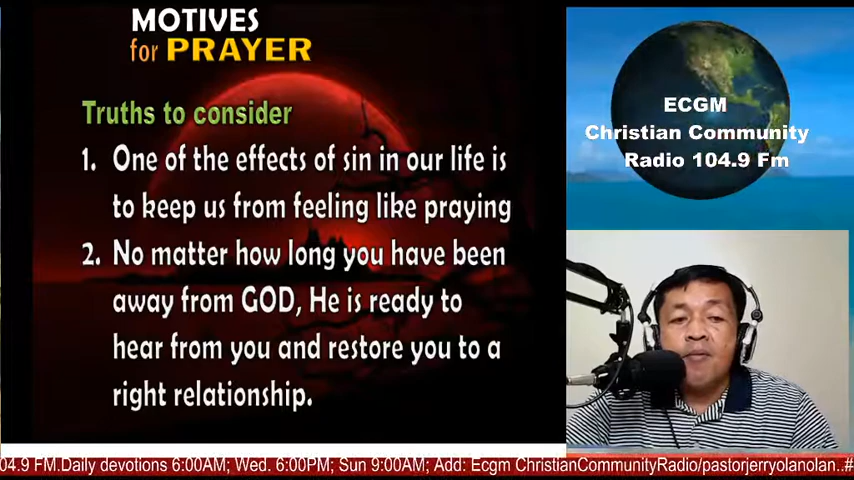 MOTIVES
for PRAYER
Truths to consider
1. One of the effects of sin in our life is
to keep us from feeling like praying
2. No matter how long you have been
away from GOD, He is ready to
hear from you and restore you to a
right relationship.
ECGM
Christian Community
Radio 104.9 Fm
04.9 FM.Daily devotions 6:00AM; Wed. 6:00PM; Sun 9:00AM; Add: Ecgm ChristianCommunityRadio/pastorjerryolanolan..#